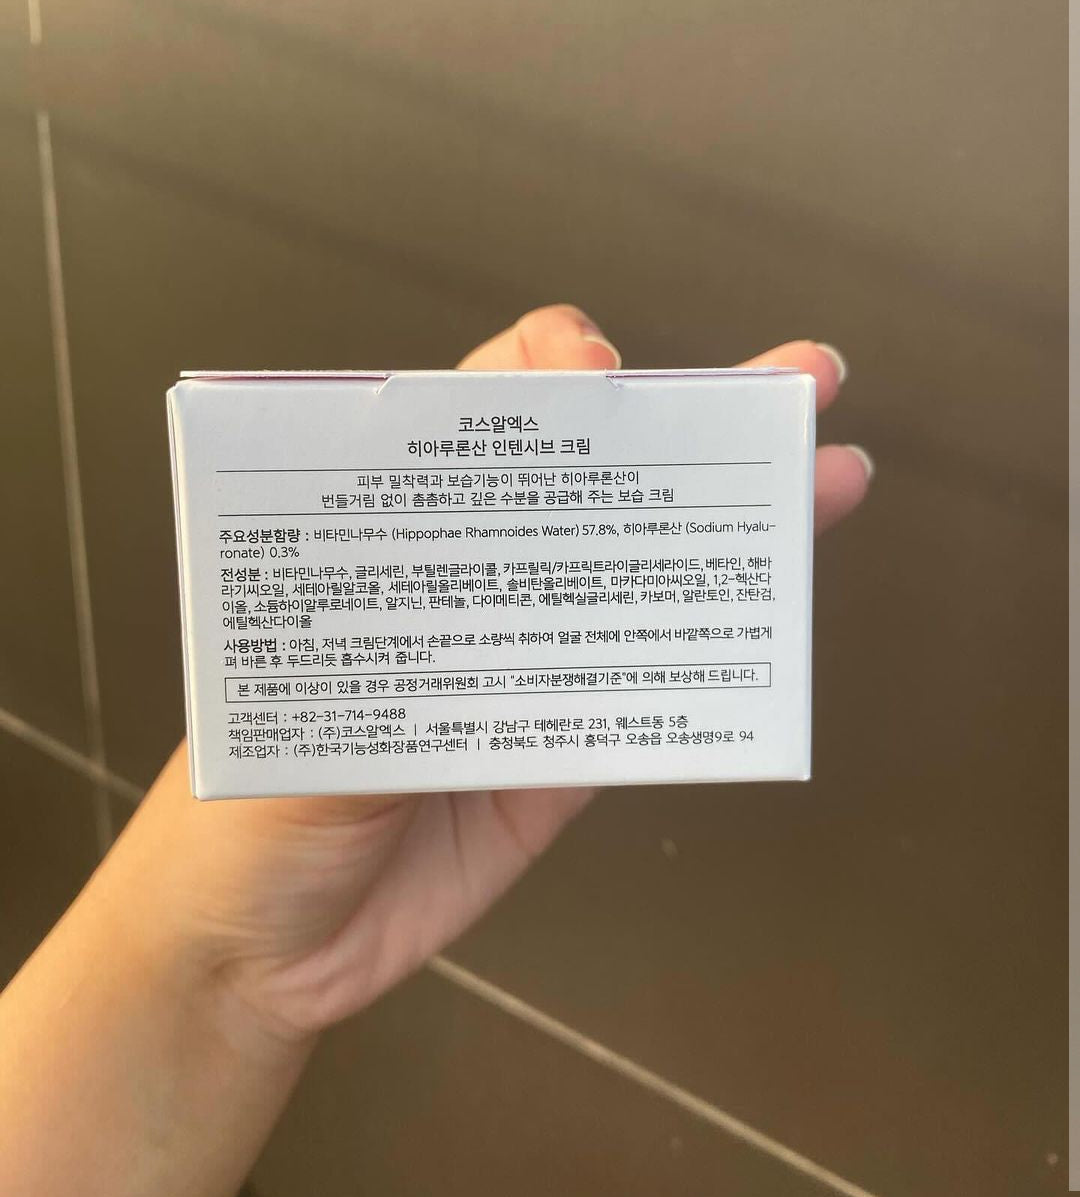 코스알엑스
히아루론산 인텐시브 크림
피부 밀착력과 보습기능이 뛰어난 히아루론산이
번들거림 없이 촘촘하고 깊은 수분을 공급해 주는 보습 크림
주요성분함량 : 비타민나무수 (Hippophae Rhamnoides Water) 57.8%, 히아루론산 (Sodium Hyalu-
ronate) 0.3%
전성분 : 비타민나무수, 글리세린, 부틸렌글라이콜, 카프릴릭/카프릭트라이글리세라이드, 베타인, 해바
라기씨오일, 세테아릴알코올, 세테아릴올리베이트, 솔비탄올리베이트, 마카다미아씨오일, 1,2-헥산다
이올, 소듐하이알루로네이트, 알지닌, 판테놀, 다이메티콘, 에틸헥실글리세린, 카보머, 알란토인, 잔탄검,
에틸헥산다이올
사용방법 : 아침, 저녁 크림단계에서 손끝으로 소량씩 취하여 얼굴 전체에 안쪽에서 바깥쪽으로 가볍게
펴 바른 후 두드리듯 흡수시켜 줍니다.
본 제품에 이상이 있을 경우 공정거래위원회 고시 "소비자분쟁해결기준"에 의해 보상해 드립니다.
고객센터 : +82-31-714-9488
책임판매업자 : (주)코스알엑스 | 서울특별시 강남구 테헤란로 231, 웨스트동 5층
제조업자 : (주)한국기능성화장품연구센터 | 충청북도 청주시 흥덕구 오송읍 오송생명9로 94